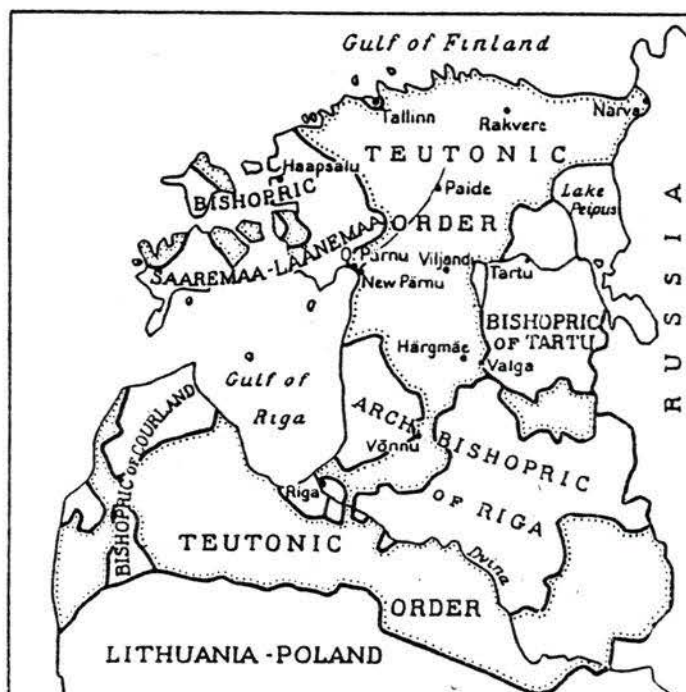 Gulf of Finland
Tallinn
Rakvere
Narva
TEUTONIC
Haapsalu
BISHOPRIC
Paide
Lake
Peipus
ORDER
SAAREMAA-LÄÄNEMAA
O. Pärnu
Viljandi
Tartu
New Pärnu
RUSSIA
BISHOPRIC
OF TARTU
Härgmäe
Valga
Gulf of
Riga
BISHOPRIC OF COURLAND
ARCH BISHOPRIC
OF RIGA
Võnnu
Riga
TEUTONIC
Dvina
ORDER
LITHUANIA-POLAND